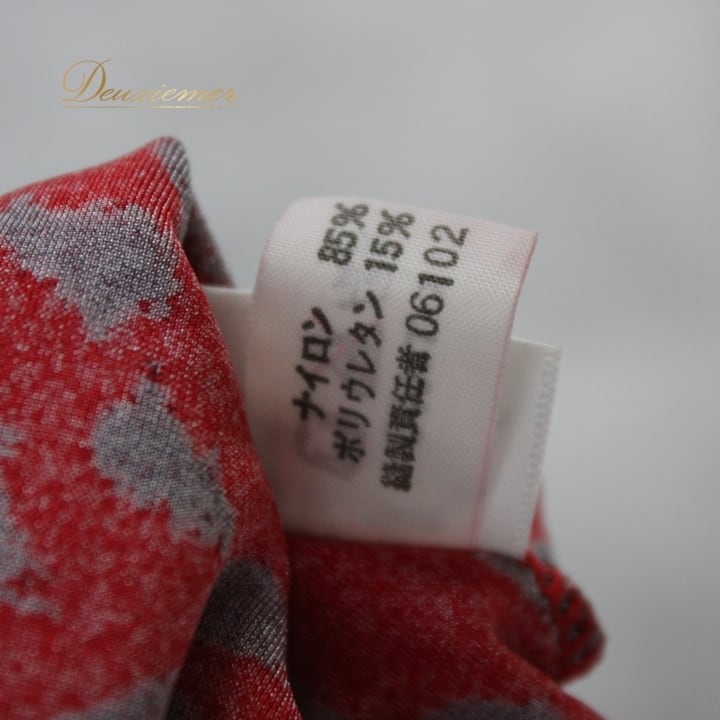 Deuxiemer
ナイロン 85%
ポリウレタン 15%
縫製責任者 06102